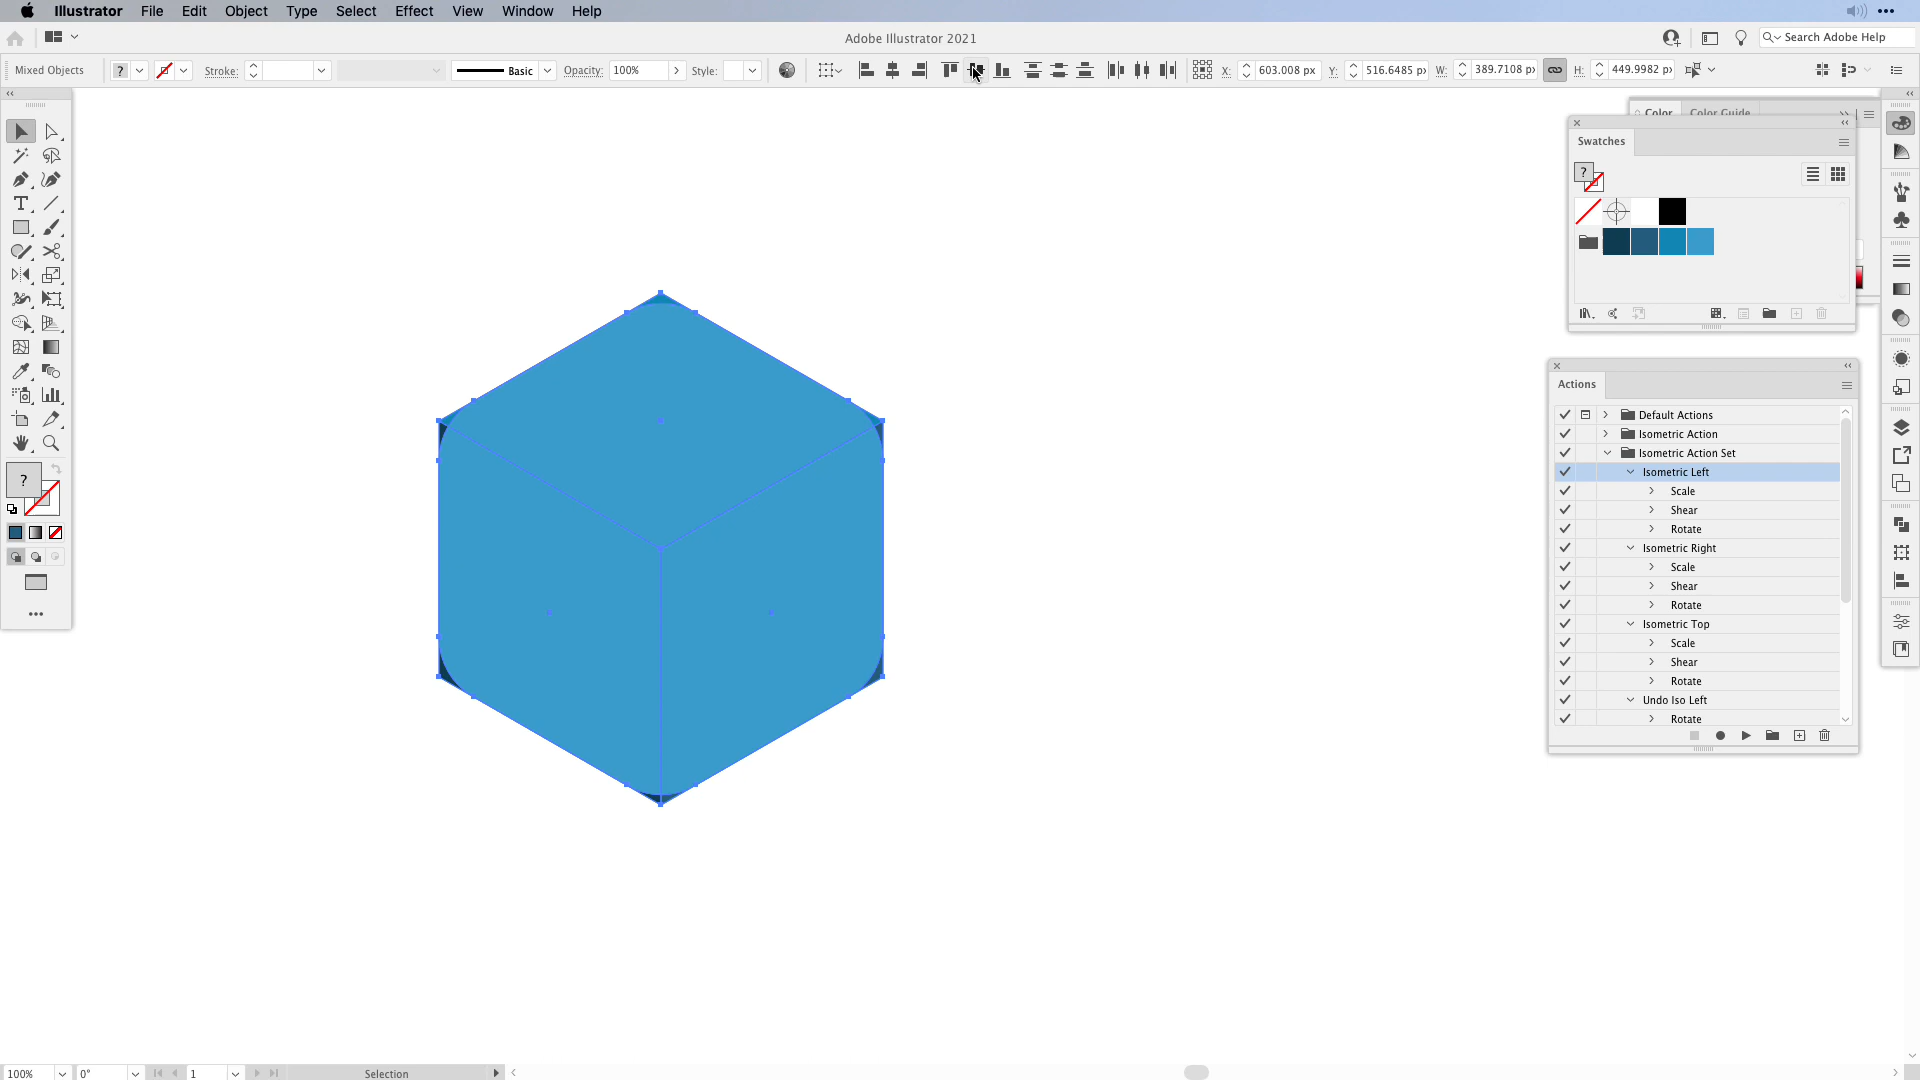 Illustrator File Edit Object Type Select Effect View Window Help
Adobe Illustrator 2021
Search Adobe Help
Mixed Objects ? Stroke: Basic Opacity: 100% Style: X: 603.008 px Y: 516.6485 px W: 389.7108 px H: 449.9982 px
Color Color Guide
Swatches
?
Actions
Default Actions
Isometric Action
Isometric Action Set
Isometric Left
Scale
Shear
Rotate
Isometric Right
Scale
Shear
Rotate
Isometric Top
Scale
Shear
Rotate
Undo Iso Left
Rotate
?
100% 0° 1 Selection